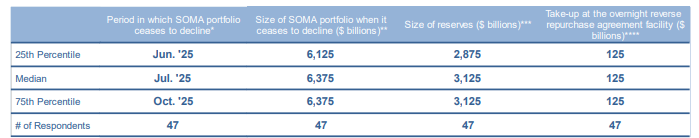 Period in which SOMA portfolio ceases to decline* Size of SOMA portfolio when it ceases to decline ($ billions)** Size of reserves ($ billions)*** Take-up at the overnight reverse repurchase agreement facility ($ billions)****
25th Percentile Jun. '25 6,125 2,875 125
Median Jul. '25 6,375 3,125 125
75th Percentile Oct. '25 6,375 3,125 125
# of Respondents 47 47 47 47